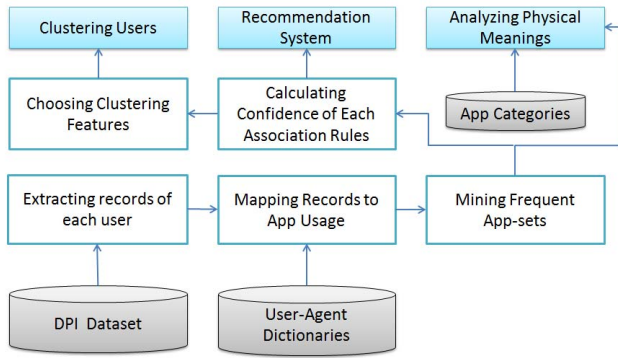 Clustering Users
Recommendation
System
Analyzing Physical
Meanings
Choosing Clustering
Features
Calculating
Confidence of Each
Association Rules
App Categories
Extracting records of
each user
Mapping Records to
App Usage
Mining Frequent
App-sets
DPI Dataset
User-Agent
Dictionaries